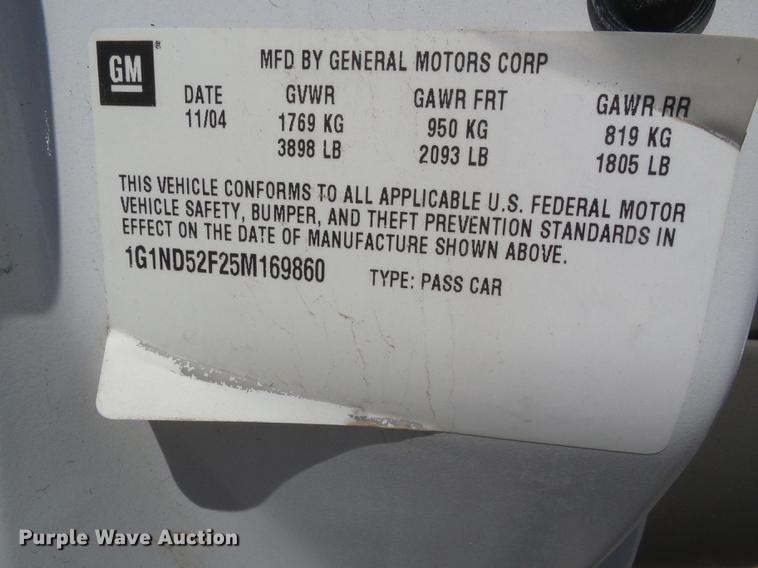 GM
®
MFD BY GENERAL MOTORS CORP
DATE GVWR GAWR FRT GAWR RR
11/04 1769 KG 950 KG 819 KG
3898 LB 2093 LB 1805 LB
THIS VEHICLE CONFORMS TO ALL APPLICABLE U.S. FEDERAL MOTOR
VEHICLE SAFETY, BUMPER, AND THEFT PREVENTION STANDARDS IN
EFFECT ON THE DATE OF MANUFACTURE SHOWN ABOVE.
1G1ND52F25M169860 TYPE: PASS CAR
Purple Wave Auction